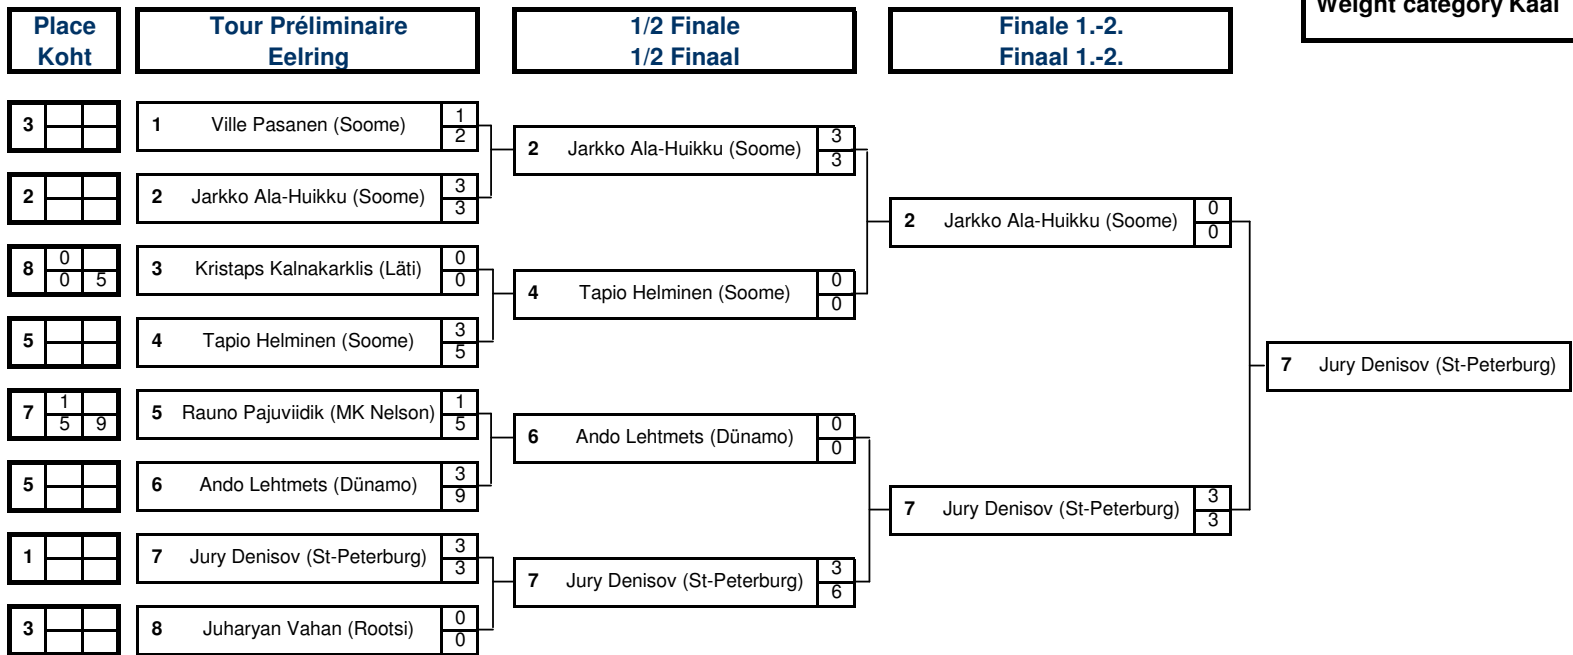 Weight category Kaal
Place
Koht
Tour Préliminaire
Eelring
1/2 Finale
1/2 Finaal
Finale 1.-2.
Finaal 1.-2.
3
1 Ville Pasanen (Soome) 1
2
2 Jarkko Ala-Huikku (Soome) 3
3
2
2 Jarkko Ala-Huikku (Soome) 3
3
2 Jarkko Ala-Huikku (Soome) 0
0
8 0
0 5
3 Kristaps Kalnakarklis (Läti) 0
0
4 Tapio Helminen (Soome) 0
0
5
4 Tapio Helminen (Soome) 3
5
7 Jury Denisov (St-Peterburg)
7 1
5 9
5 Rauno Pajuviidik (MK Nelson) 1
5
6 Ando Lehtmets (Dünamo) 0
0
5
6 Ando Lehtmets (Dünamo) 3
9
7 Jury Denisov (St-Peterburg) 3
3
1
7 Jury Denisov (St-Peterburg) 3
3
7 Jury Denisov (St-Peterburg) 3
6
3
8 Juharyan Vahan (Rootsi) 0
0